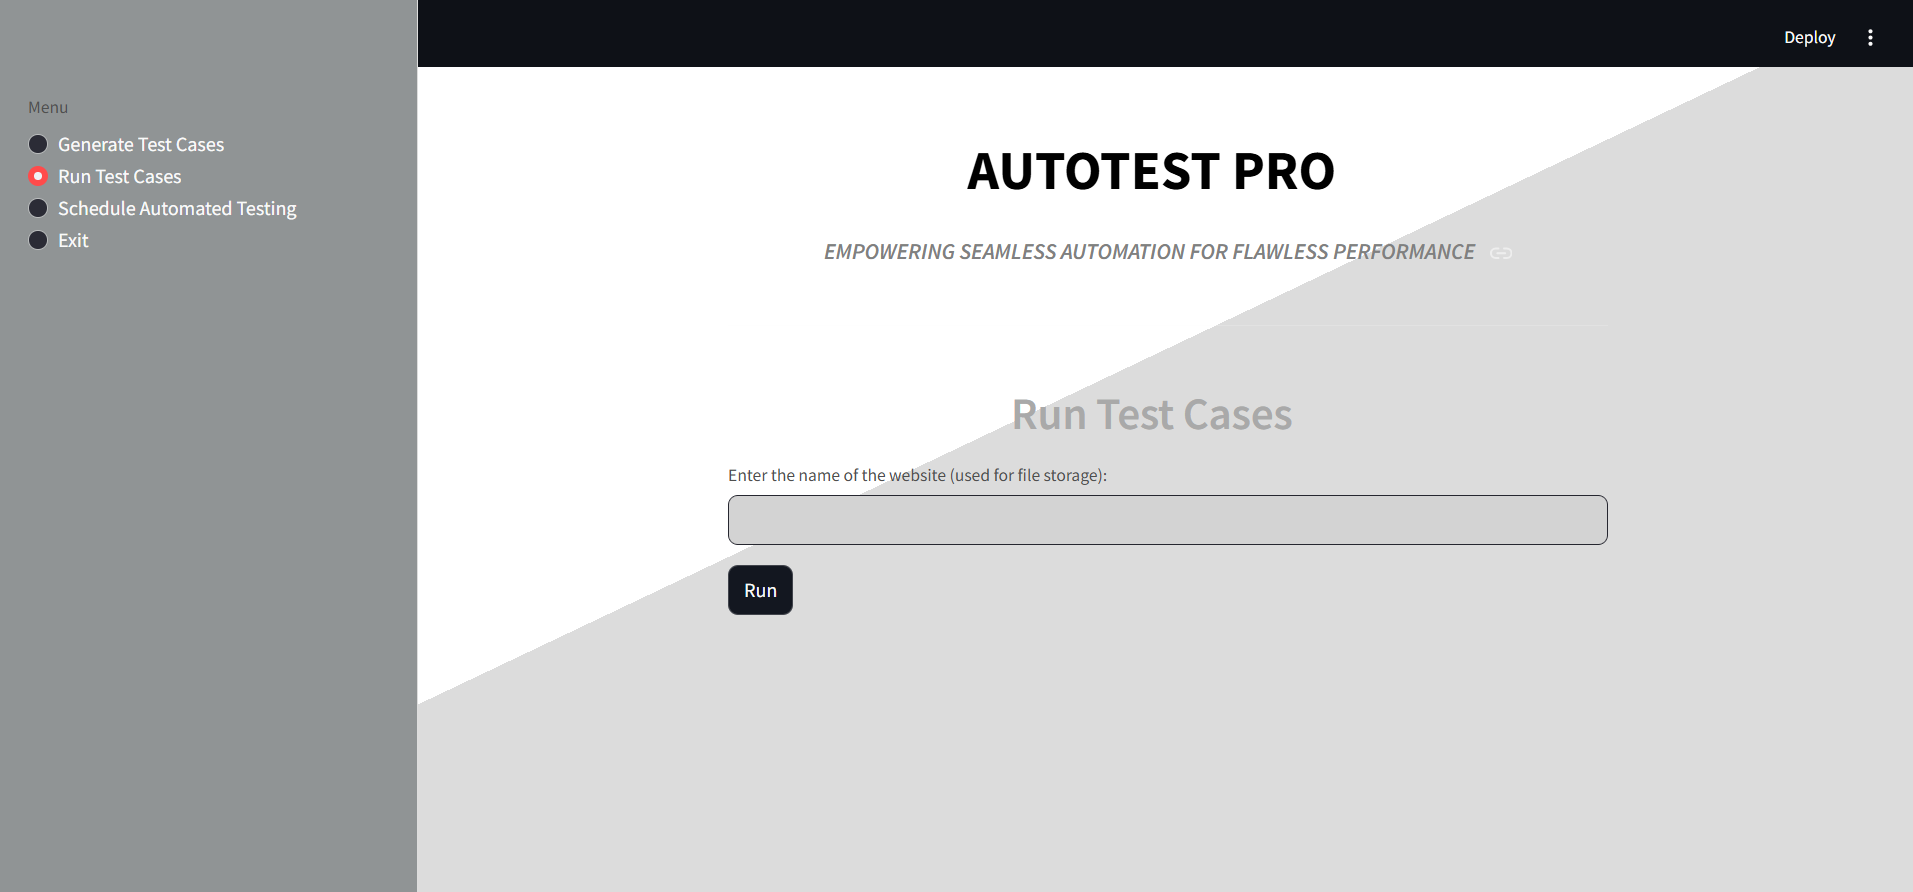 Deploy
Menu
Generate Test Cases
Run Test Cases
Schedule Automated Testing
Exit
AUTOTEST PRO
EMPOWERING SEAMLESS AUTOMATION FOR FLAWLESS PERFORMANCE
Run Test Cases
Enter the name of the website (used for file storage):
Run